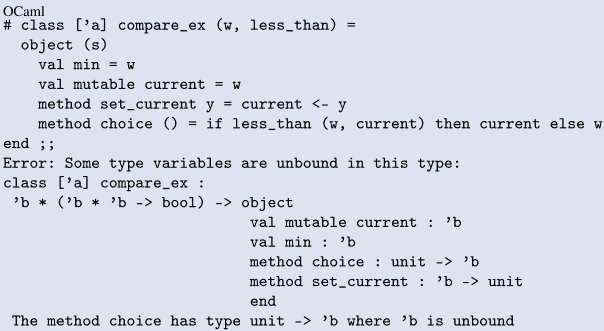 OCaml
# class [’a] compare_ex (w, less_than) =
object (s)
val min = w
val mutable current = w
method set_current y = current <- y
method choice () = if less_than (w, current) then current else w
end ;;
Error: Some type variables are unbound in this type:
class [’a] compare_ex :
’b * (’b * ’b -> bool) -> object
val mutable current : ’b
val min : ’b
method choice : unit -> ’b
method set_current : ’b -> unit
end
The method choice has type unit -> ’b where ’b is unbound